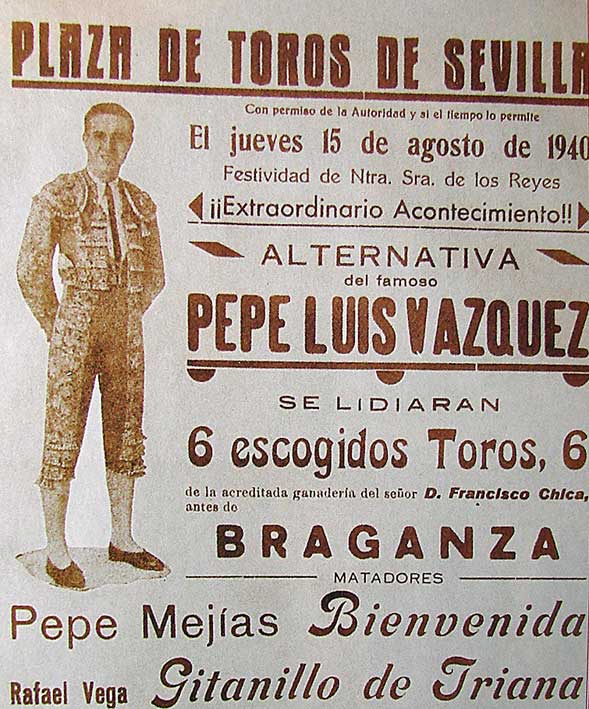 PLAZA DE TOROS DE SEVILLA
Con permiso de la Autoridad y si el tiempo lo permite
El jueves 15 de agosto de 1940
Festividad de Ntra. Sra. de los Reyes
¡¡Extraordinario Acontecimiento!!
ALTERNATIVA
del famoso
PEPE LUIS VAZQUEZ
SE LIDIARAN
6 escogidos Toros, 6
de la acreditada ganadería del señor D. Francisco Chica,
antes de
BRAGANZA
MATADORES
Pepe Mejías Bienvenida
Rafael Vega Gitanillo de Triana